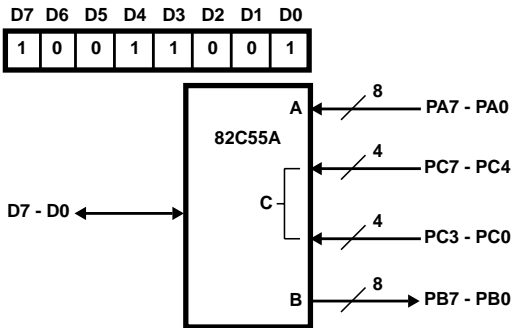 D7 D6 D5 D4 D3 D2 D1 D0
1 0 0 1 1 0 0 1
8
A PA7 - PA0
82C55A
4
PC7 - PC4
C
D7 - D0
4
PC3 - PC0
8
B PB7 - PB0